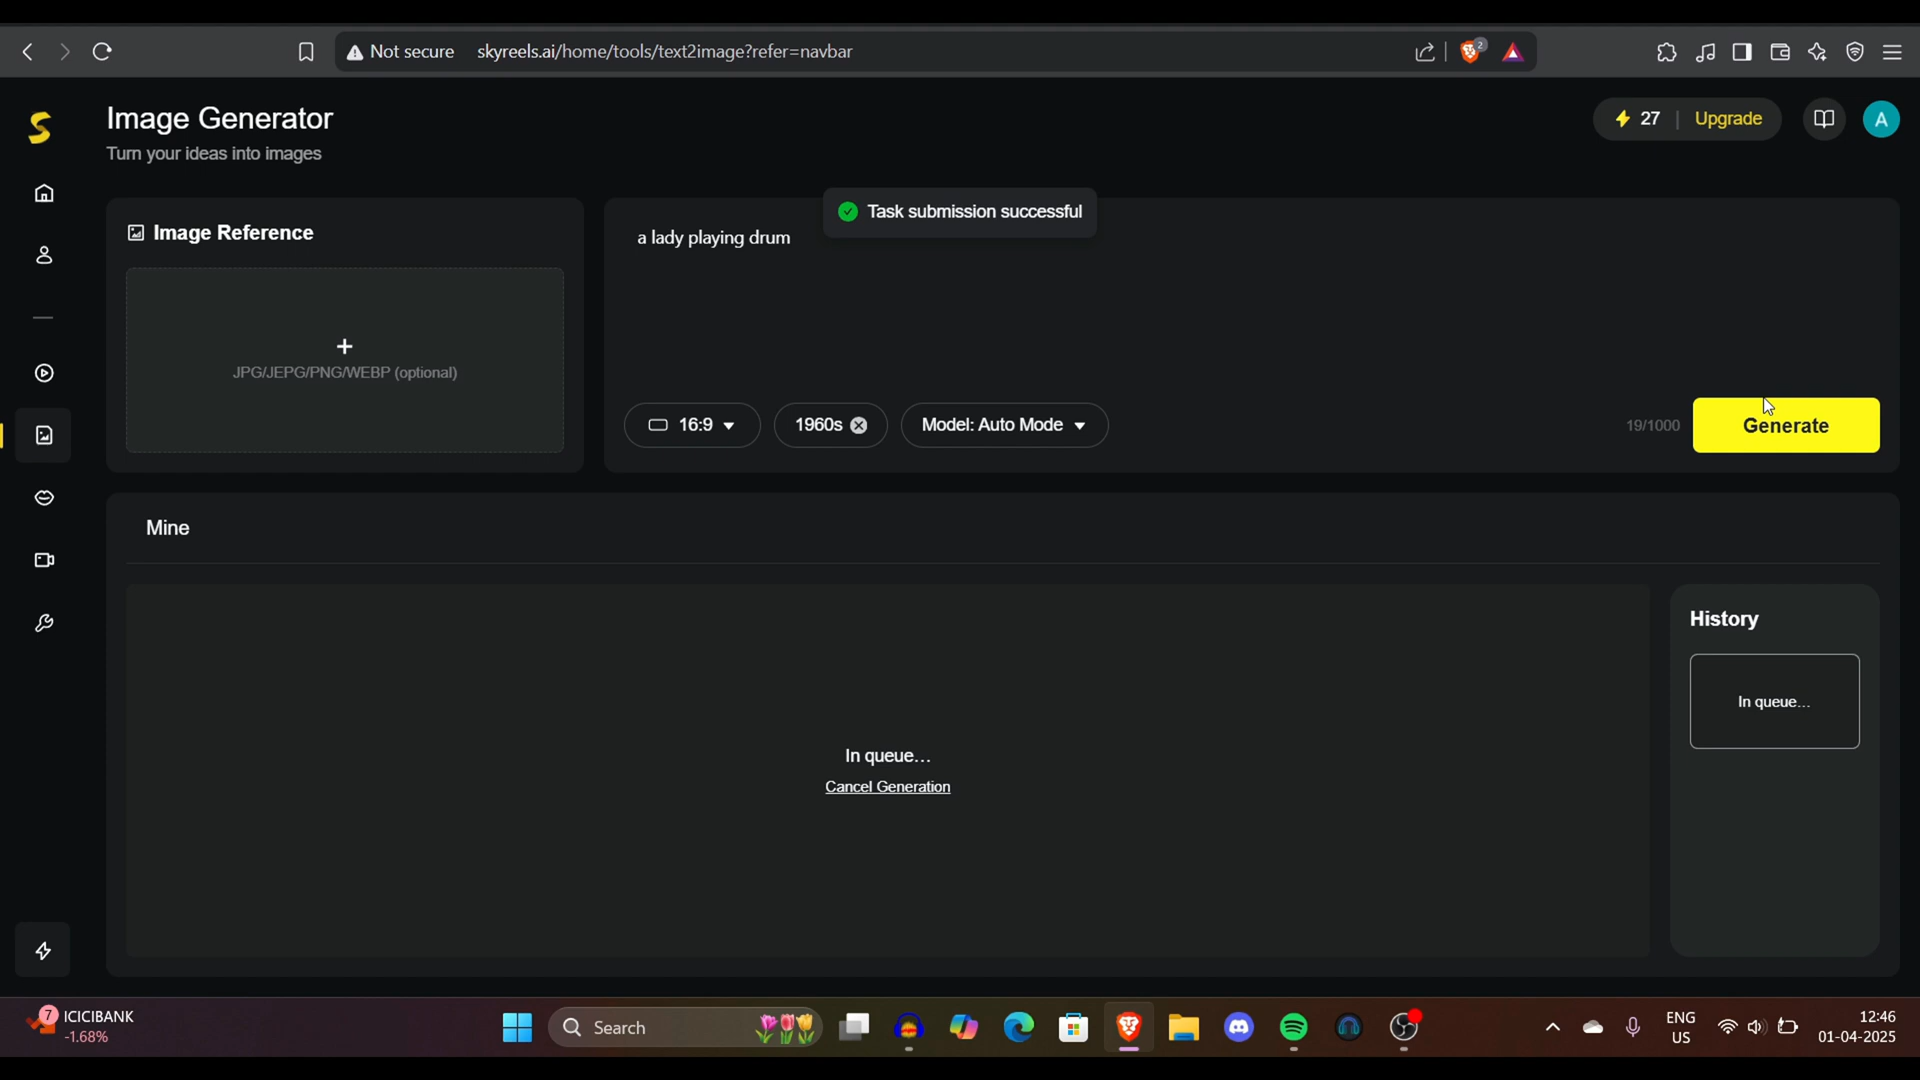 Not secure skyreels.ai/home/tools/text2image?refer=navbar
2
Image Generator
Turn your ideas into images
27 | Upgrade
A
Task submission successful
Image Reference
+
JPG/JEPG/PNG/WEBP (optional)
a lady playing drum
16:9
1960s
Model: Auto Mode
19/1000
Generate
Mine
In queue...
Cancel Generation
History
In queue...
7
ICICIBANK
-1.68%
Search
ENG
US
12:46
01-04-2025